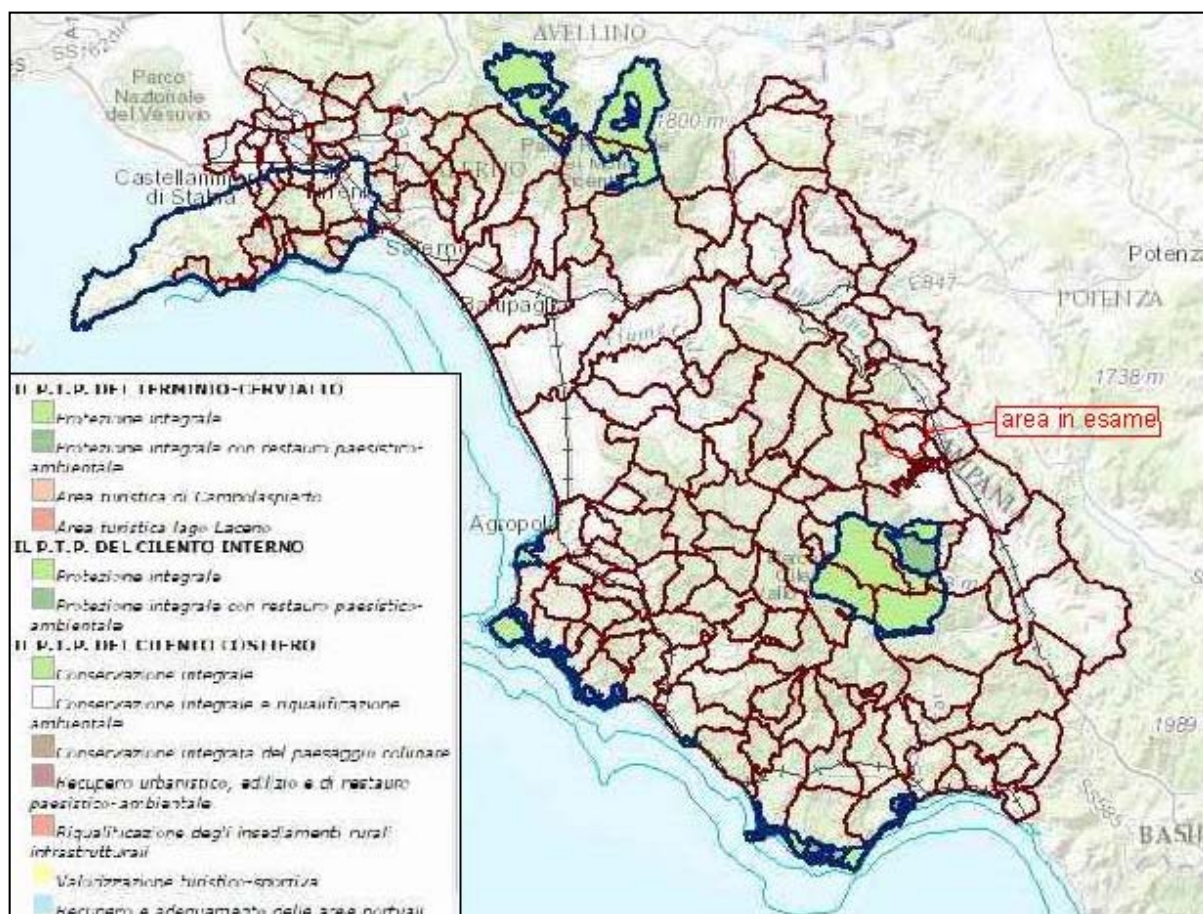 AVELLINO
Parco
Nazionale
del Vesuvio
1800 m
Castellammare
di Stabia
Salerno
Battipaglia
Potenza
POTENZA
1738 m
area in esame
Agropoli
1989
SS585
BASI
IL P.T.P. DEL TERMINIO-CERVIALTO
Protezione integrale
Protezione integrale con restauro paesistico-
ambientale
Area turistica di Campolaspierto
Area turistica lago Laceno
IL P.T.P. DEL CILENTO INTERNO
Protezione integrale
Protezione integrale con restauro paesistico-
ambientale
IL P.T.P. DEL CILENTO COSTIERO
Conservazione integrale
Conservazione integrale e riqualificazione
ambientale
Conservazione integrata del paesaggio collinare
Recupero urbanistico, edilizio e di restauro
paesistico-ambientale
Riqualificazione degli insediamenti rurali
infrastrutturali
Valorizzazione turistico-sportiva
Recupero e adeguamento delle aree portuali